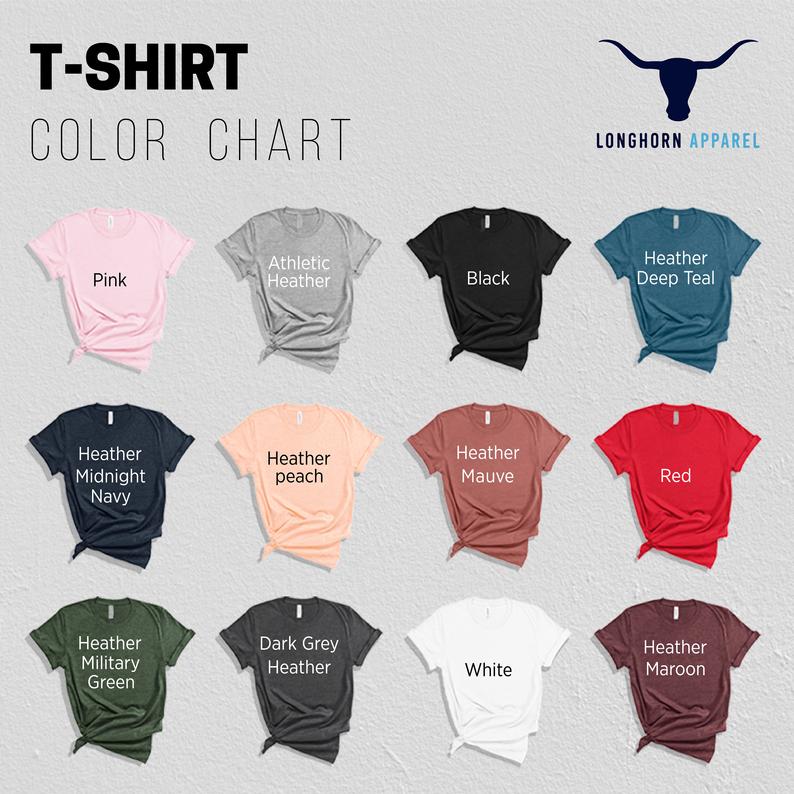 T-SHIRT
COLOR CHART
LONGHORN APPAREL
Pink
Athletic
Heather
Black
Heather
Deep Teal
Heather
Midnight
Navy
Heather
peach
Heather
Mauve
Red
Heather
Military
Green
Dark Grey
Heather
White
Heather
Maroon